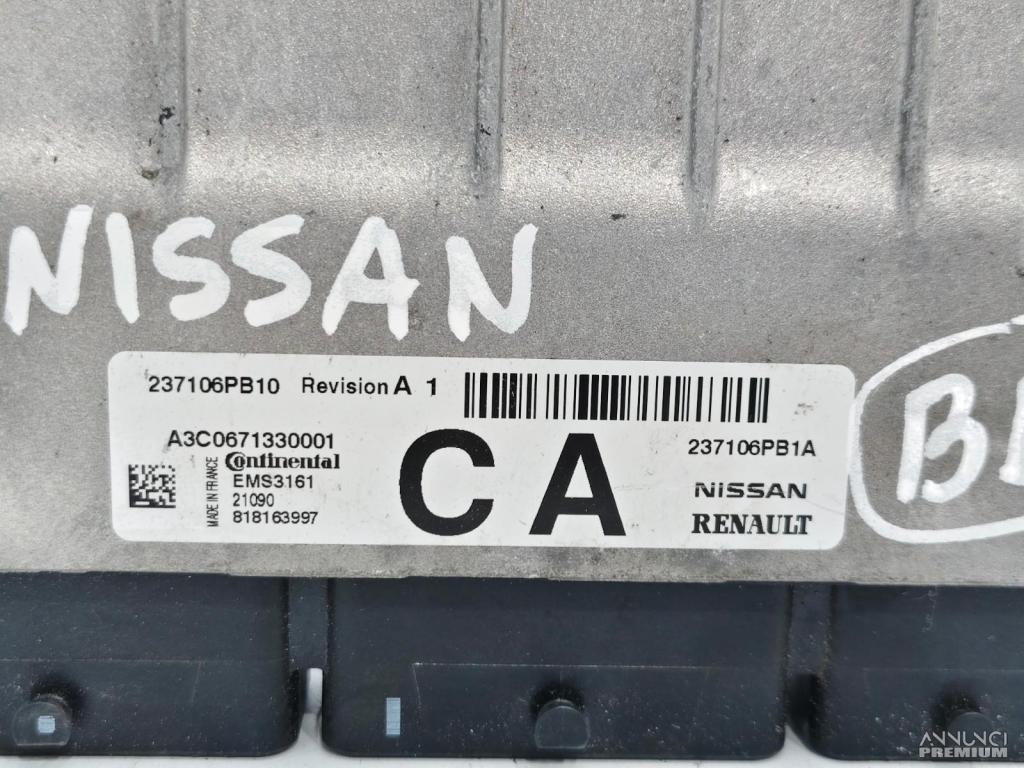 NISSAN
237106PB10 Revision A 1
A3C0671330001
Continental
EMS3161
21090
818163997
MADE IN FRANCE
CA
237106PB1A
NISSAN
RENAULT
ANNUNCI
PREMIUM